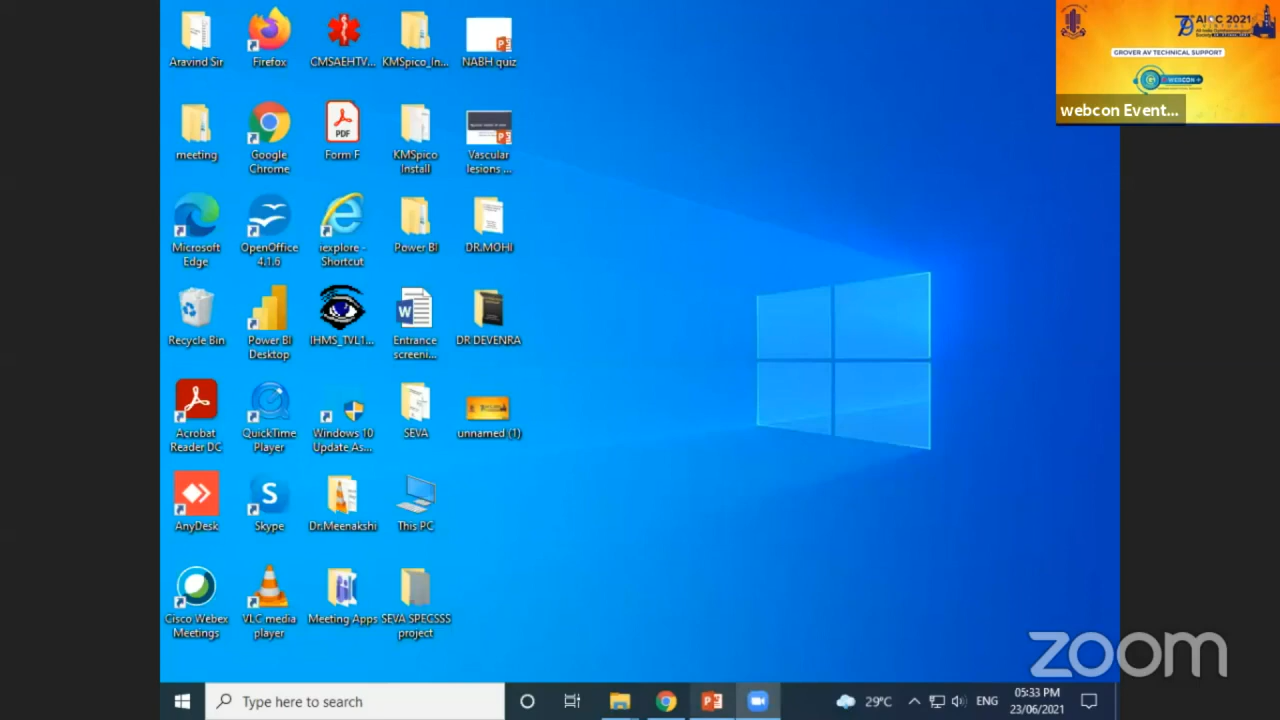 Aravind Sir
Firefox
CMSAEHTV...
KMSpico_In...
NABH quiz
meeting
Google
Chrome
PDF
Form F
KMSpico
Install
Vascular
lesions ...
Microsoft
Edge
OpenOffice
4.1.6
iexplore -
Shortcut
Power BI
DR.MOHI
Recycle Bin
Power BI
Desktop
IHMS_TVL1...
W
Entrance
screeni...
DR DEVENRA
Acrobat
Reader DC
QuickTime
Player
Windows 10
Update As...
SEVA
unnamed (1)
AnyDesk
S
Skype
Dr.Meenakshi
This PC
Cisco Webex
Meetings
VLC media
player
Meeting Apps
SEVA SPECSSS
project
AIOC 2021
GROVER AV TECHNICAL SUPPORT
WEBCON +
webcon Event...
zoom
Type here to search
29°C
ENG
05:33 PM
23/06/2021